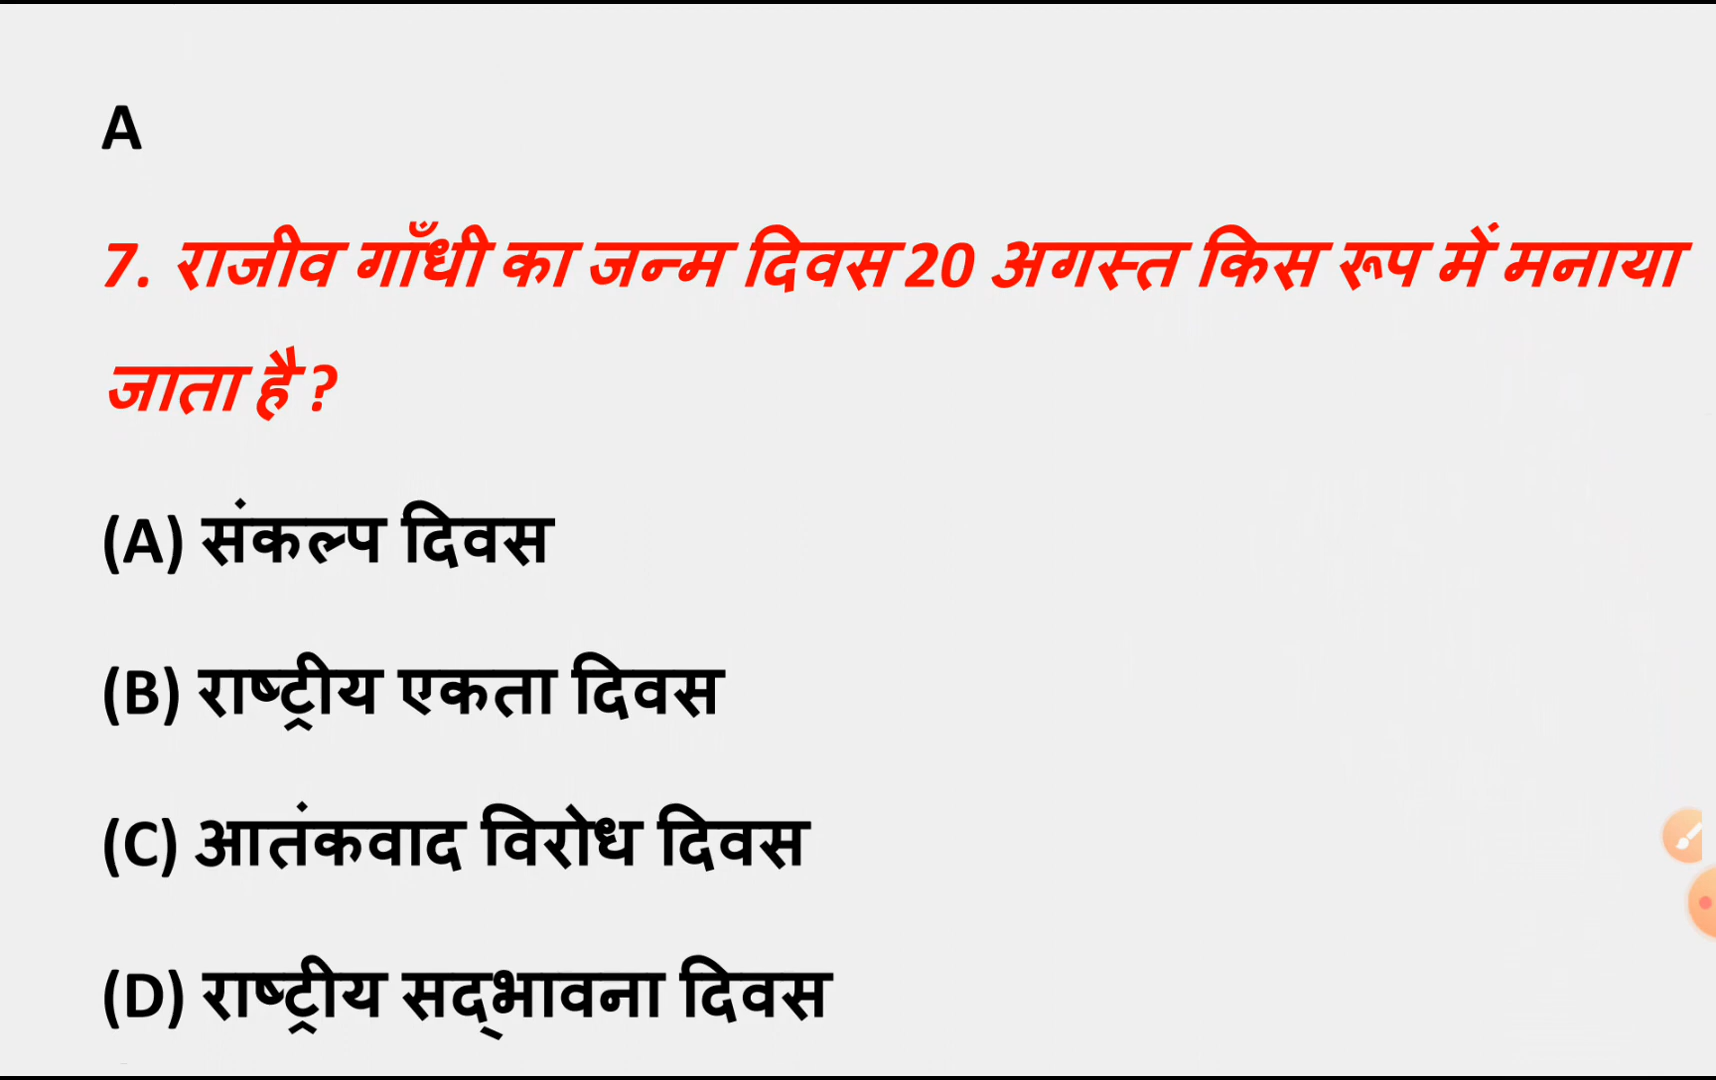 A
7. राजीव गाँधी का जन्म दिवस 20 अगस्त किस रूप में मनाया
जाता है ?
(A) संकल्प दिवस
(B) राष्ट्रीय एकता दिवस
(C) आतंकवाद विरोध दिवस
(D) राष्ट्रीय सद्भावना दिवस